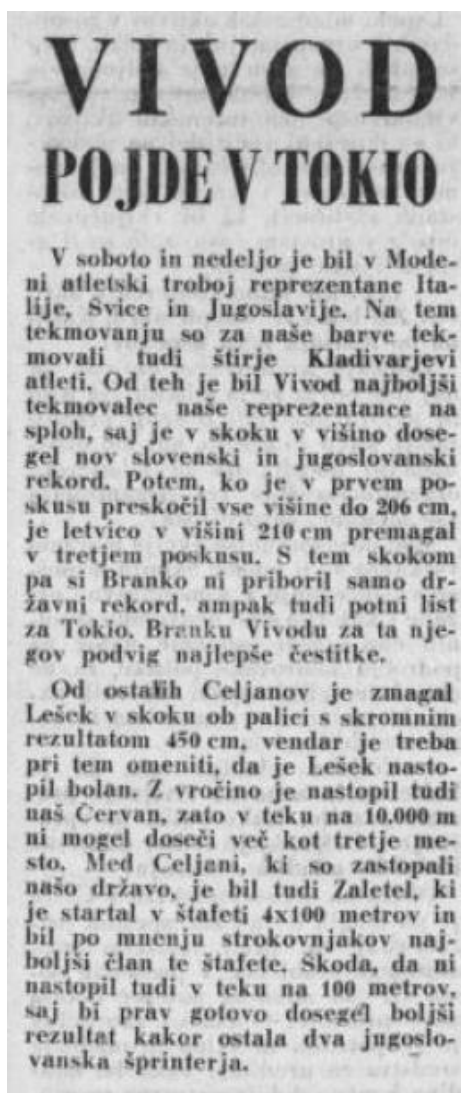 VIVOD
POJDE V TOKIO
V soboto in nedeljo je bil v Mode-
ni atletski troboj reprezentanc Ita-
lije, Svice in Jugoslavije. Na tem
tekmovanju so za naše barve tek-
movali tudi štirje Kladivarjevi
atleti. Od teh je bil Vivod najboljši
tekmovalec naše reprezentance na
sploh, saj je v skoku v višino dose-
gel nov slovenski in jugoslovanski
rekord. Potem, ko je v prvem po-
skusu preskočil vse višine do 206 cm,
je letvico v višini 210 cm premagal
v tretjem poskusu. S tem skokom
pa si Branko ni priboril samo dr-
žavni rekord, ampak tudi potni list
za Tokio. Branku Vivodu za ta nje-
gov podvig najlepše čestitke.
Od ostalih Celjanov je zmagal
Lešek v skoku ob palici s skromnim
rezultatom 450 cm, vendar je treba
pri tem omeniti, da je Lešek nasto-
pil bolan. Z vročino je nastopil tudi
naš Červan, zato v teku na 10.000 m
ni mogel doseči več kot tretje me-
sto. Med Celjani, ki so zastopali
našo državo, je bil tudi Zaletel, ki
je startal v štafeti 4x100 metrov in
bil po mnenju strokovnjakov naj-
boljši član te štafete. Skoda, da ni
nastopil tudi v teku na 100 metrov,
saj bi prav gotovo dosegel boljši
rezultat kakor ostala dva jugoslo-
vanska šprinterja.